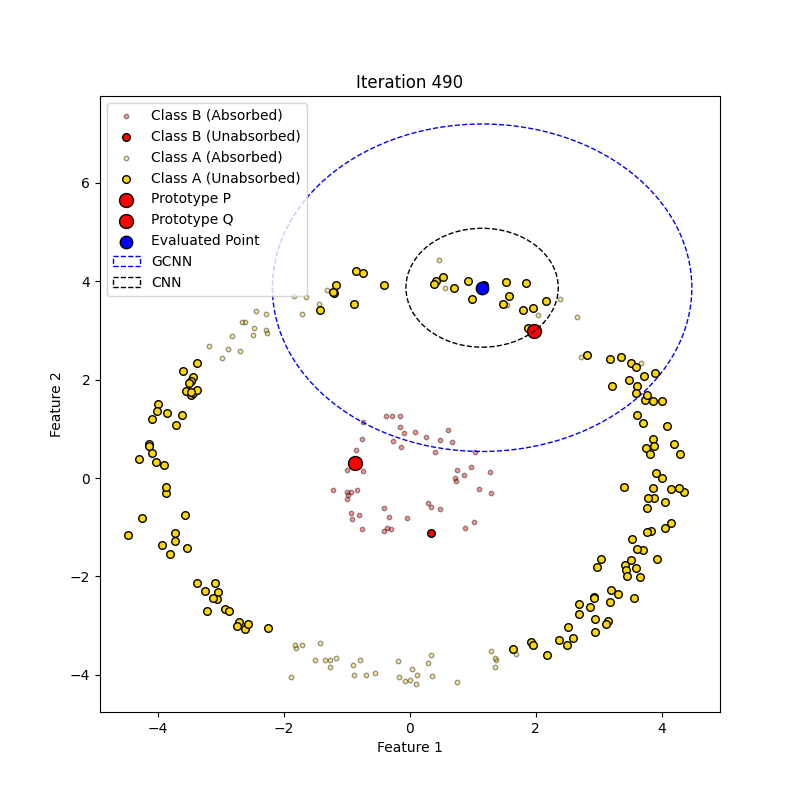 Iteration 490
Class B (Absorbed)
Class B (Unabsorbed)
Class A (Absorbed)
Class A (Unabsorbed)
Prototype P
Prototype Q
Evaluated Point
GCNN
CNN
Feature 2
6
4
2
0
−2
−4
−4
−2
0
2
4
Feature 1